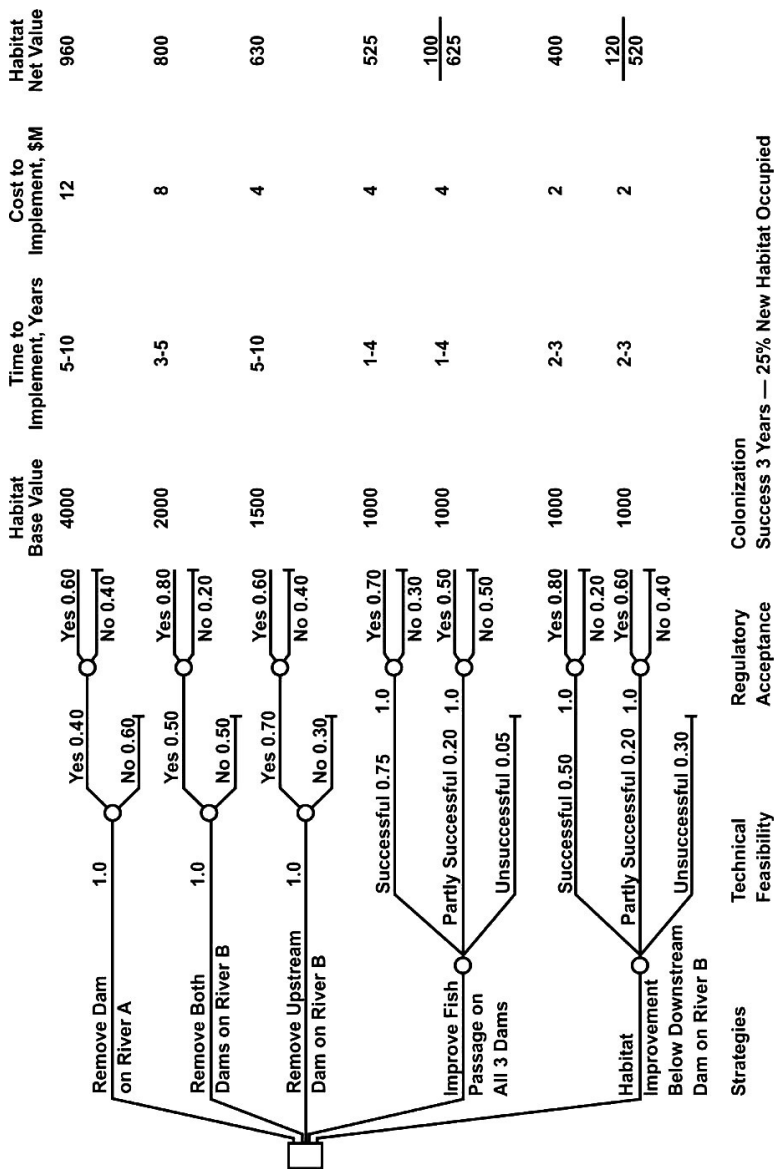 Habitat
Base Value
Time to
Implement, Years
Cost to
Implement, $M
Habitat
Net Value
Remove Dam
on River A
1.0
Yes 0.40
No 0.60
Yes 0.60
No 0.40
4000
5-10
12
960
Remove Both
Dams on River B
1.0
Yes 0.50
No 0.50
Yes 0.80
No 0.20
2000
3-5
8
800
Remove Upstream
Dam on River B
1.0
Yes 0.70
No 0.30
Yes 0.60
No 0.40
1500
5-10
4
630
Improve Fish
Passage on
All 3 Dams
Successful 0.75
1.0
Yes 0.70
No 0.30
1000
1-4
4
525
Partly Successful 0.20
1.0
Yes 0.50
No 0.50
1000
1-4
4
100
625
Unsuccessful 0.05
Habitat
Improvement
Below Downstream
Dam on River B
Successful 0.50
1.0
Yes 0.80
No 0.20
1000
2-3
2
400
Partly Successful 0.20
1.0
Yes 0.60
No 0.40
1000
2-3
2
120
520
Unsuccessful 0.30
Strategies
Technical
Feasibility
Regulatory
Acceptance
Colonization
Success 3 Years — 25% New Habitat Occupied